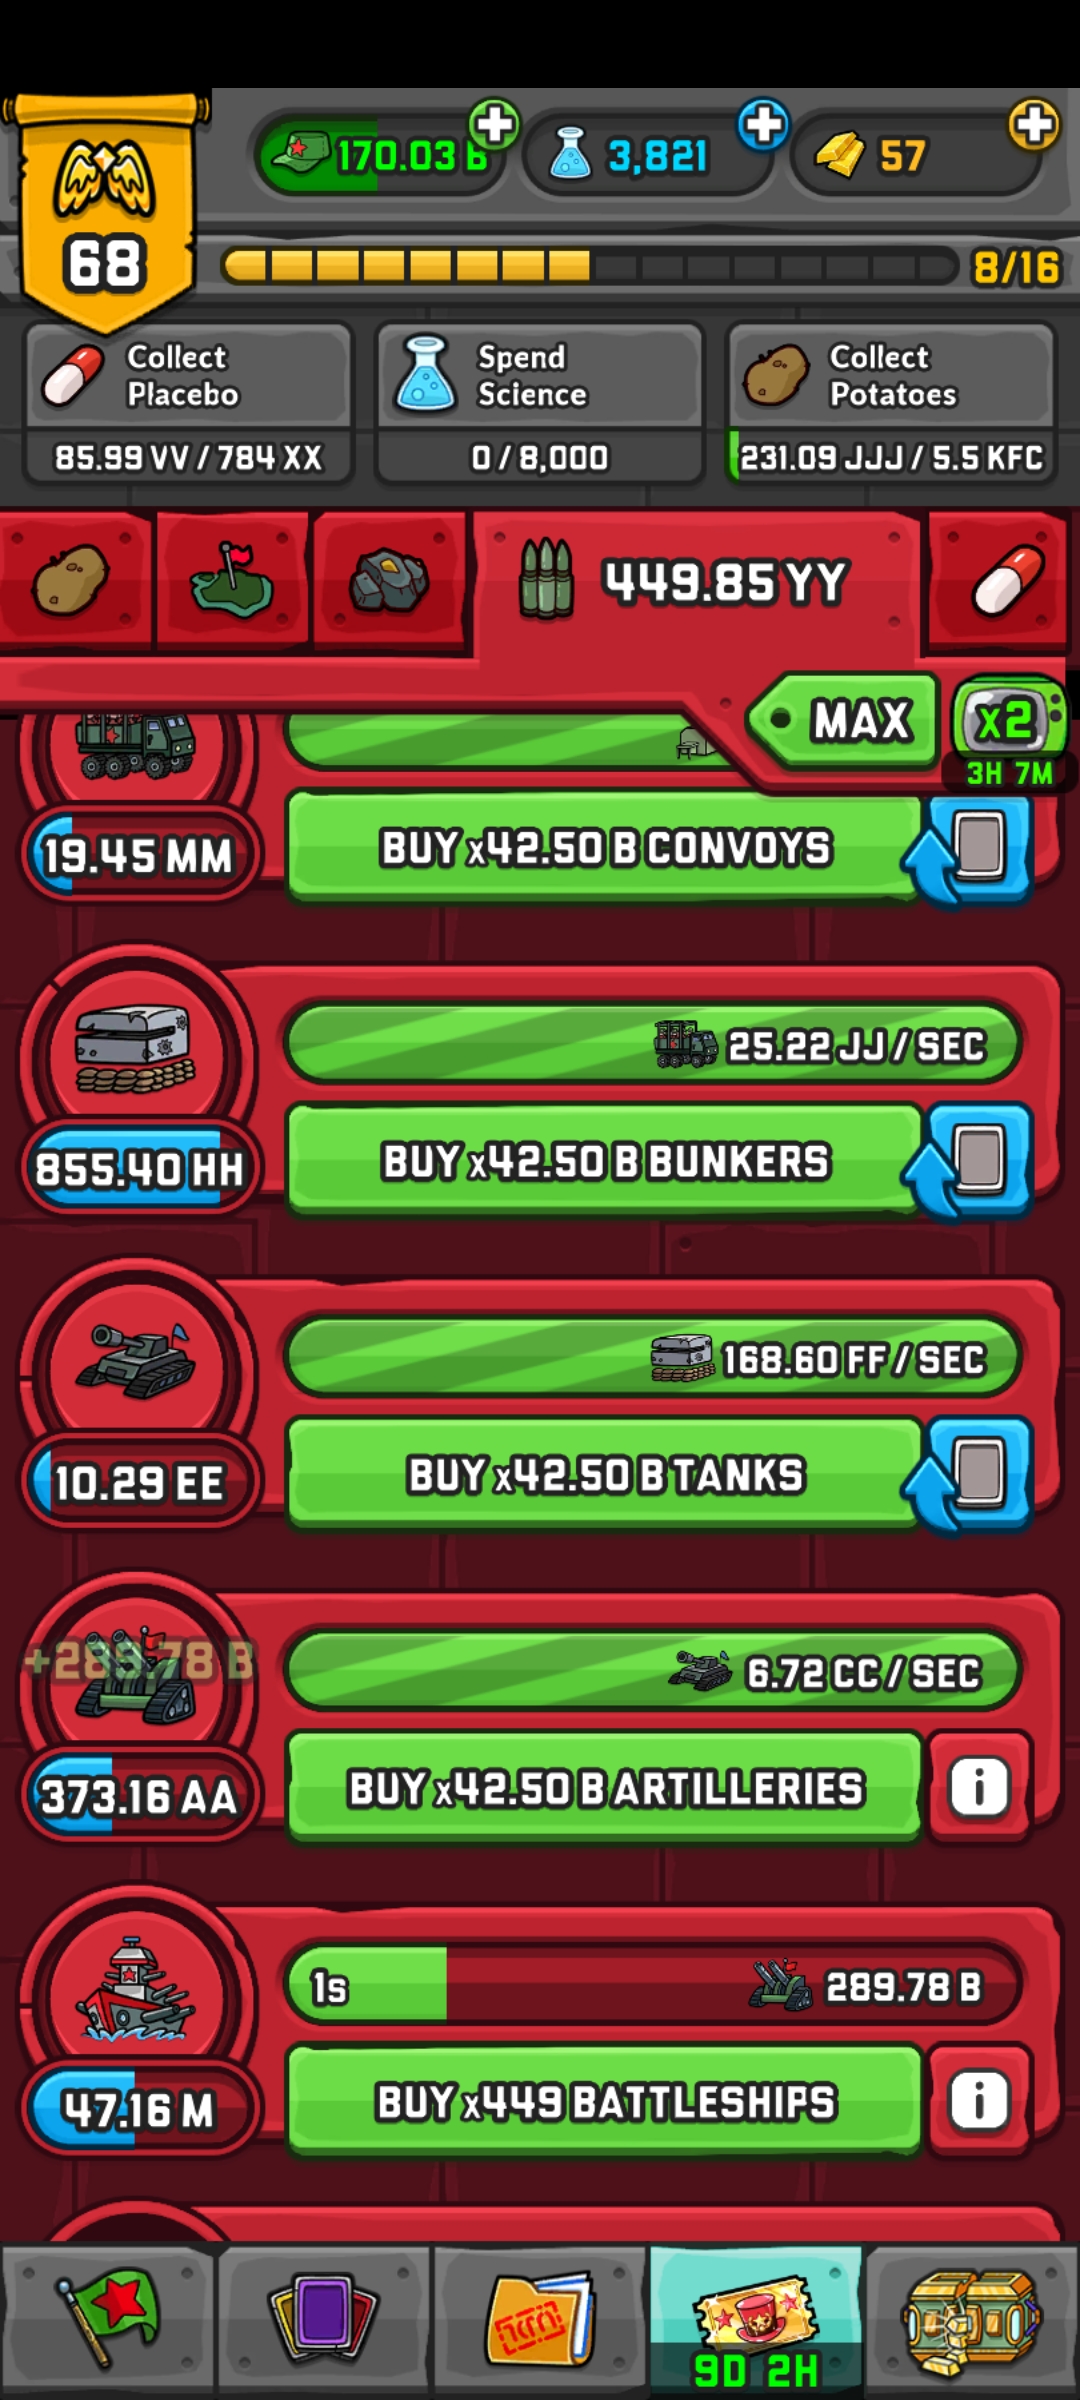 170.03 B
3,821
57
68
8/16
Collect
Placebo
85.99 VV / 784 XX
Spend
Science
0 / 8,000
Collect
Potatoes
231.09 JJJ / 5.5 KFC
449.85 YY
MAX
x2
3H 7M
19.45 MM
BUY x42.50 B CONVOYS
25.22 JJ / SEC
855.40 HH
BUY x42.50 B BUNKERS
168.60 FF / SEC
10.29 EE
BUY x42.50 B TANKS
+289.78 B
6.72 CC / SEC
373.16 AA
BUY x42.50 B ARTILLERIES
i
1s
289.78 B
47.16 M
BUY x449 BATTLESHIPS
i
9D 2H